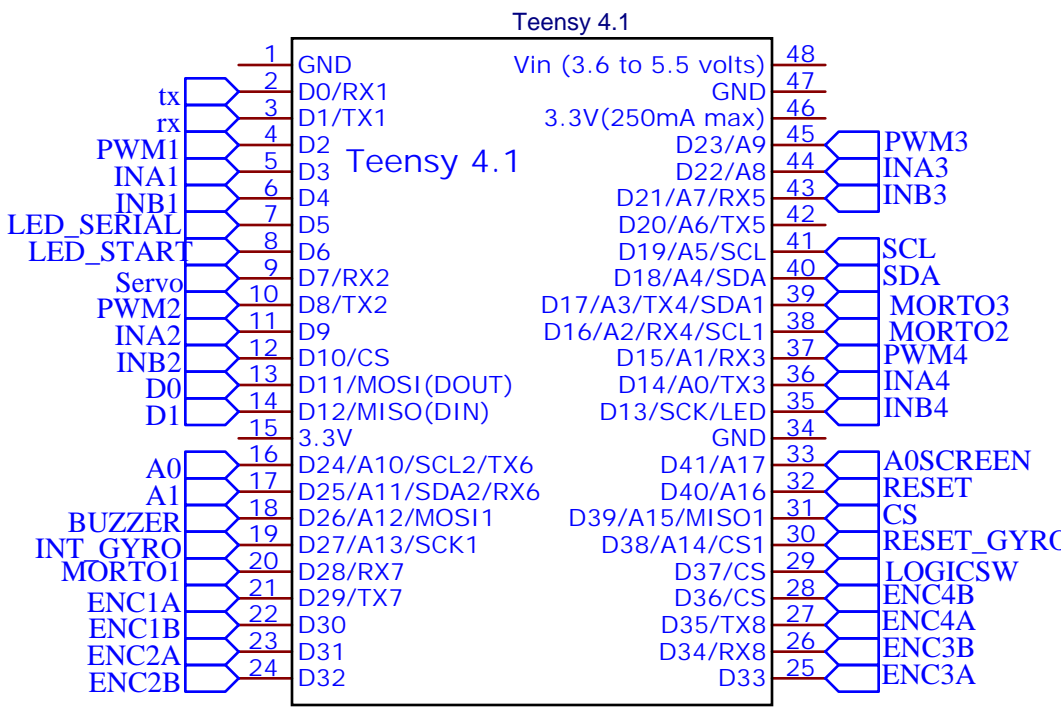 Teensy 4.1
1 GND Vin (3.6 to 5.5 volts) 48
tx 2 D0/RX1 GND 47
rx 3 D1/TX1 3.3V(250mA max) 46
PWM1 4 D2 D23/A9 45 PWM3
Teensy 4.1
INA1 5 D3 D22/A8 44 INA3
INB1 6 D4 D21/A7/RX5 43 INB3
LED_SERIAL 7 D5 D20/A6/TX5 42
LED_START 8 D6 D19/A5/SCL 41 SCL
Servo 9 D7/RX2 D18/A4/SDA 40 SDA
PWM2 10 D8/TX2 D17/A3/TX4/SDA1 39 MORTO3
INA2 11 D9 D16/A2/RX4/SCL1 38 MORTO2
INB2 12 D10/CS D15/A1/RX3 37 PWM4
D0 13 D11/MOSI(DOUT) D14/A0/TX3 36 INA4
D1 14 D12/MISO(DIN) D13/SCK/LED 35 INB4
15 3.3V GND 34
A0 16 D24/A10/SCL2/TX6 D41/A17 33 A0SCREEN
A1 17 D25/A11/SDA2/RX6 D40/A16 32 RESET
BUZZER 18 D26/A12/MOSI1 D39/A15/MISO1 31 CS
INT_GYRO 19 D27/A13/SCK1 D38/A14/CS1 30 RESET_GYRO
MORTO1 20 D28/RX7 D37/CS 29 LOGICSW
ENC1A 21 D29/TX7 D36/CS 28 ENC4B
ENC1B 22 D30 D35/TX8 27 ENC4A
ENC2A 23 D31 D34/RX8 26 ENC3B
ENC2B 24 D32 D33 25 ENC3A